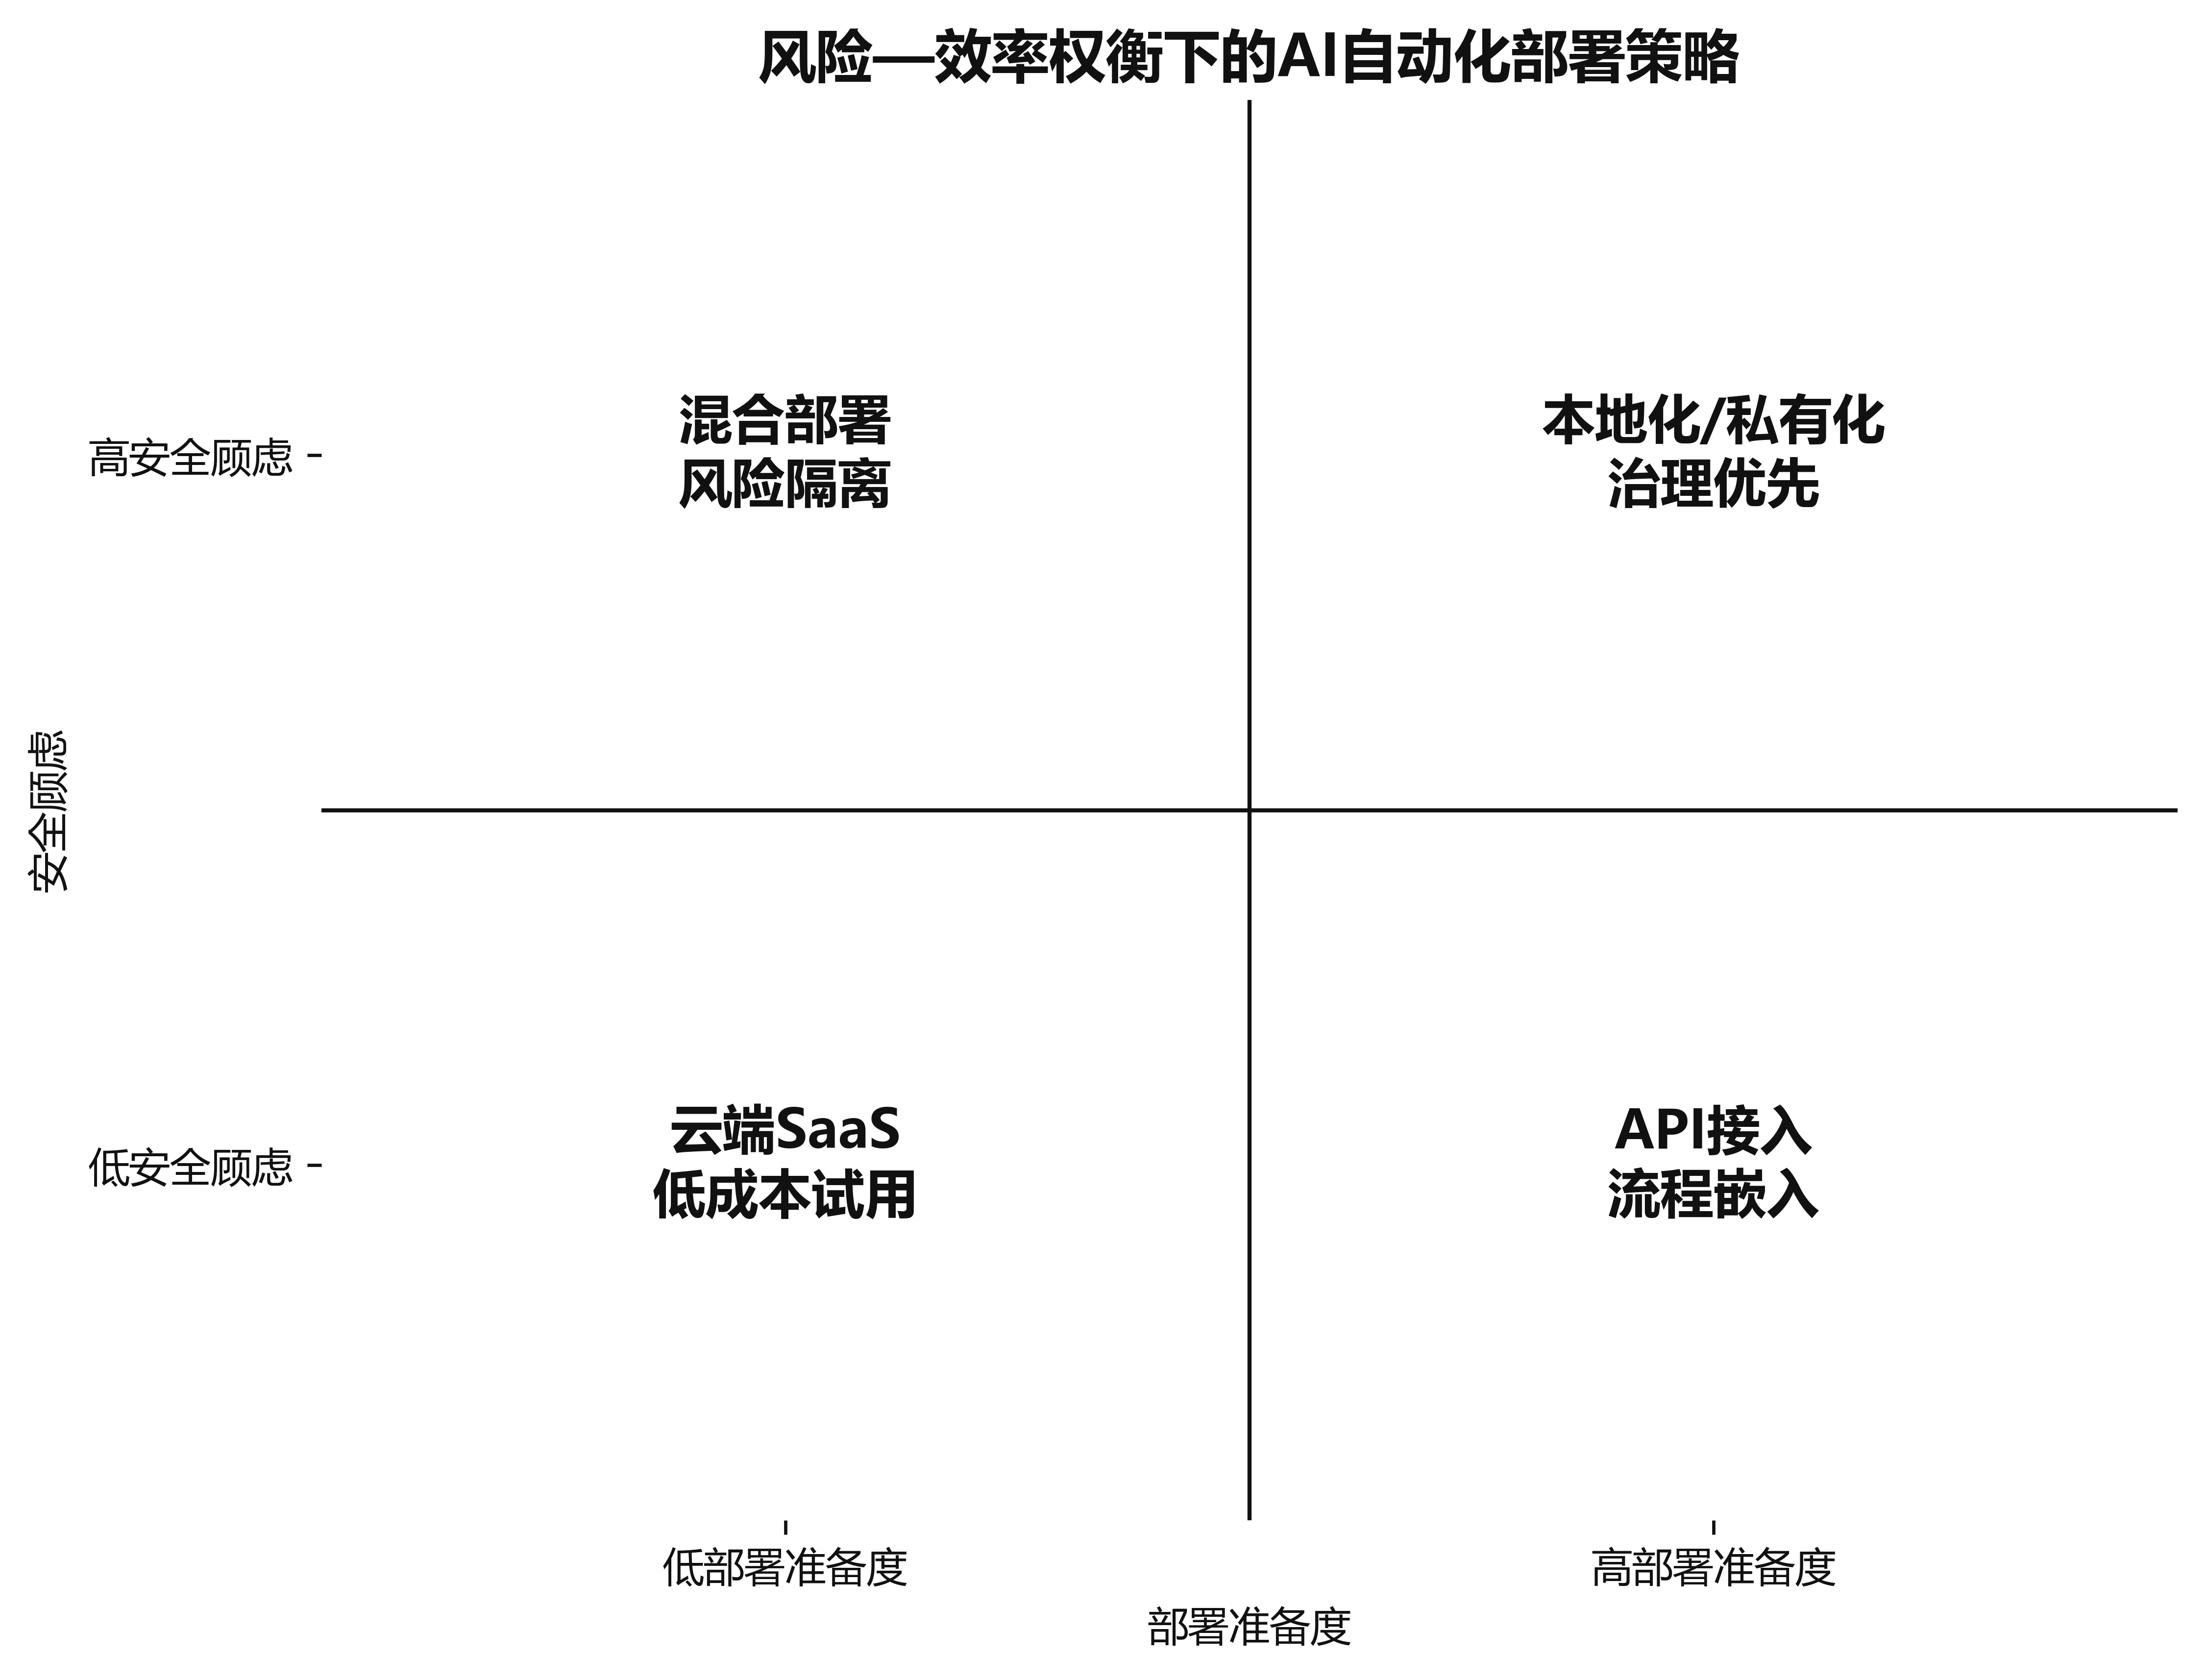 风险—效率权衡下的AI自动化部署策略
混合部署
风险隔离
本地化/私有化
治理优先
高安全顾虑
安全顾虑
低安全顾虑
云端SaaS
低成本试用
API接入
流程嵌入
低部署准备度
高部署准备度
部署准备度